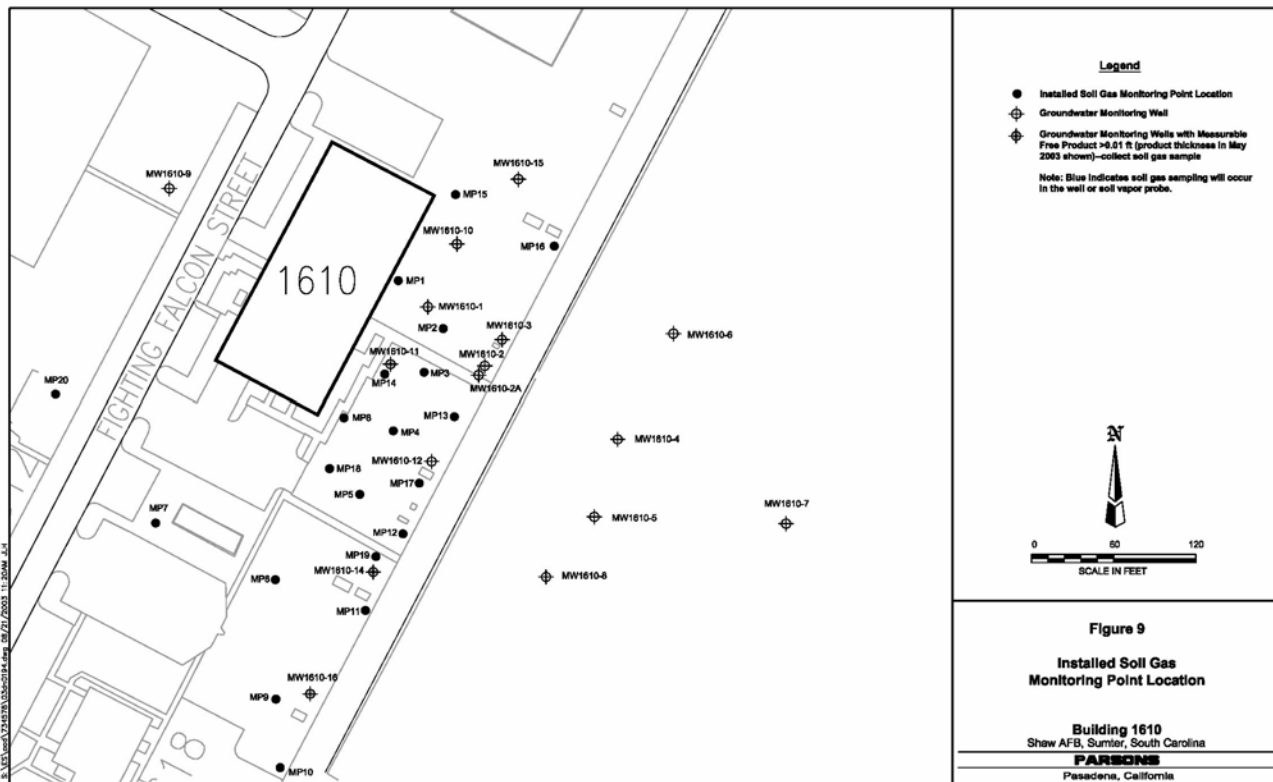 MW1610-9
FIGHTING FALCON STREET
1610
MW1610-15
MP15
MW1610-10
MP16
MP1
MW1610-1
MP2
MW1610-3
MW1610-6
MW1610-2
MW1610-11
MP14
MP3
MW1610-2A
MP20
MP8
MP13
MP4
MW1610-4
MW1610-12
MP18
MP17
MP5
MP7
MW1610-7
MW1610-5
MP12
MP19
MW1610-14
MP6
MW1610-8
MP11
MW1610-16
MP9
MP10
618
12
Legend
Installed Soil Gas Monitoring Point Location
Groundwater Monitoring Well
Groundwater Monitoring Wells with Measurable
Free Product >0.01 ft (product thickness in May
2003 shown)--collect soil gas sample
Note: Blue indicates soil gas sampling will occur
in the well or soil vapor probe.
N
0 60 120
SCALE IN FEET
Figure 9
Installed Soil Gas
Monitoring Point Location
Building 1610
Shaw AFB, Sumter, South Carolina
PARSONS
Pasadena, California